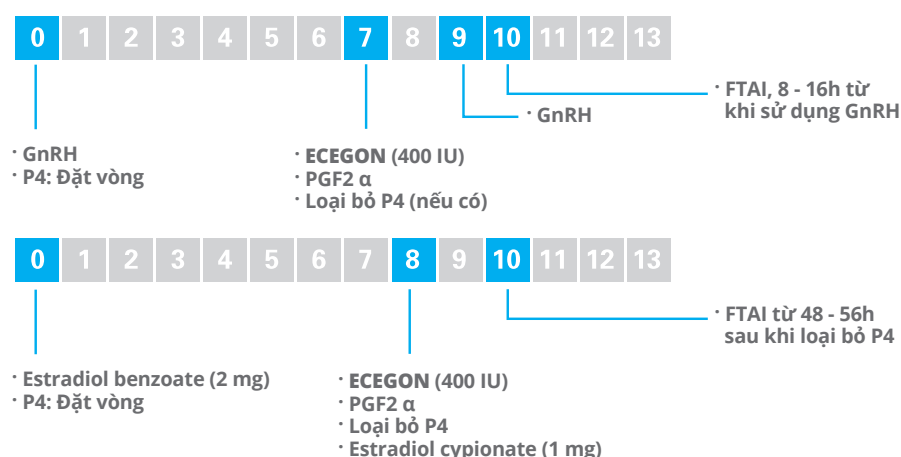 0 1 2 3 4 5 6 7 8 9 10 11 12 13
· FTAI, 8 - 16h từ
khi sử dụng GnRH
· GnRH
· GnRH
· P4: Đặt vòng
· ECEGON (400 IU)
· PGF2 α
· Loại bỏ P4 (nếu có)
0 1 2 3 4 5 6 7 8 9 10 11 12 13
· FTAI từ 48 - 56h
sau khi loại bỏ P4
· Estradiol benzoate (2 mg)
· P4: Đặt vòng
· ECEGON (400 IU)
· PGF2 α
· Loại bỏ P4
· Estradiol cypionate (1 mg)